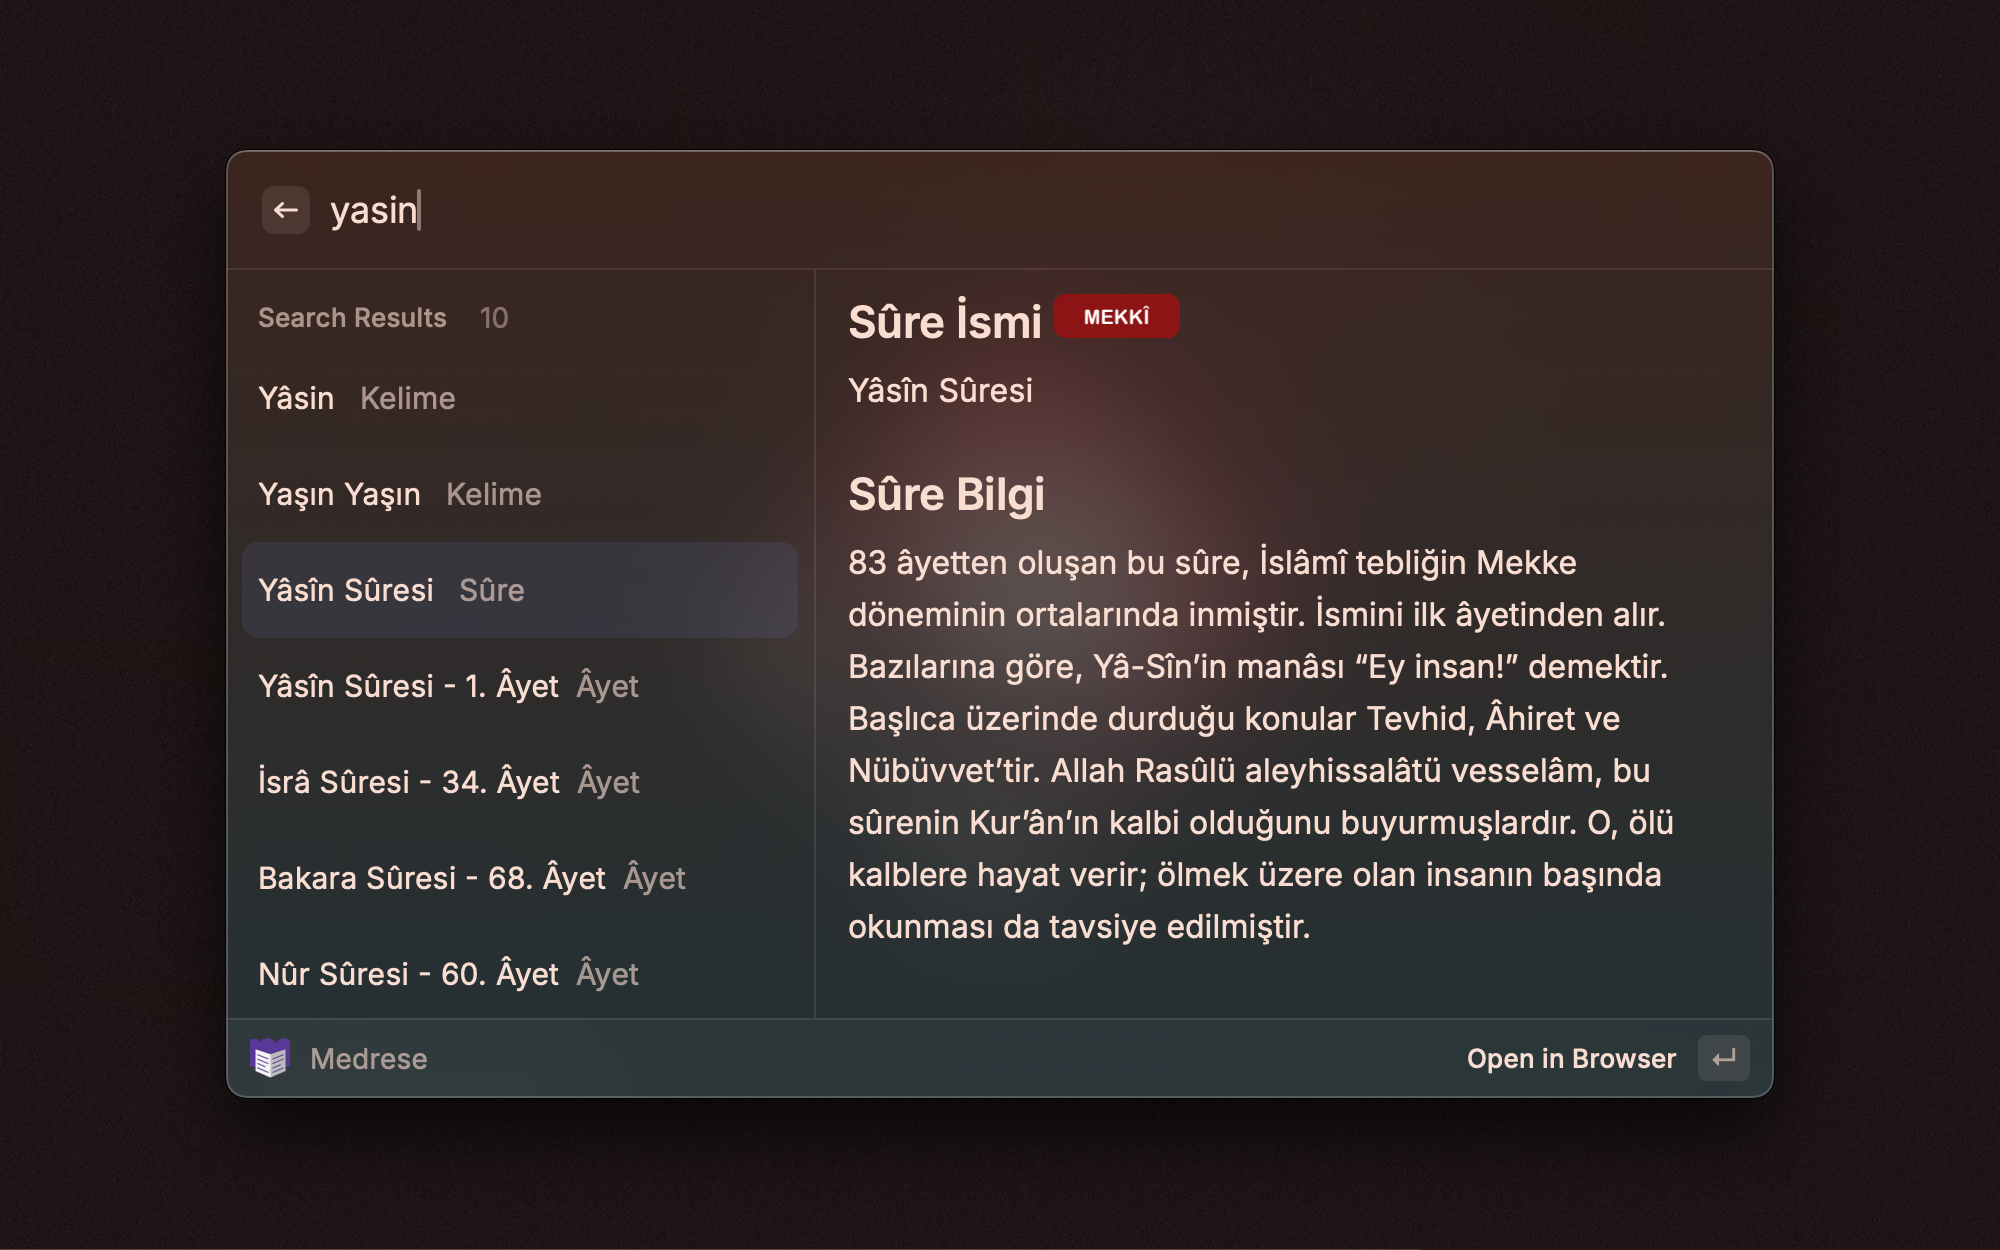 yasin
Search Results 10
Yâsin Kelime
Yaşın Yaşın Kelime
Yâsîn Sûresi Sûre
Yâsîn Sûresi - 1. Âyet Âyet
İsrâ Sûresi - 34. Âyet Âyet
Bakara Sûresi - 68. Âyet Âyet
Nûr Sûresi - 60. Âyet Âyet
Sûre İsmi MEKKÎ
Yâsîn Sûresi
Sûre Bilgi
83 âyetten oluşan bu sûre, İslâmî tebliğin Mekke
döneminin ortalarında inmiştir. İsmini ilk âyetinden alır.
Bazılarına göre, Yâ-Sîn’in manâsı “Ey insan!” demektir.
Başlıca üzerinde durduğu konular Tevhid, Âhiret ve
Nübüvvet’tir. Allah Rasûlü aleyhissalâtü vesselâm, bu
sûrenin Kur’ân’ın kalbi olduğunu buyurmuşlardır. O, ölü
kalblere hayat verir; ölmek üzere olan insanın başında
okunması da tavsiye edilmiştir.
Medrese
Open in Browser